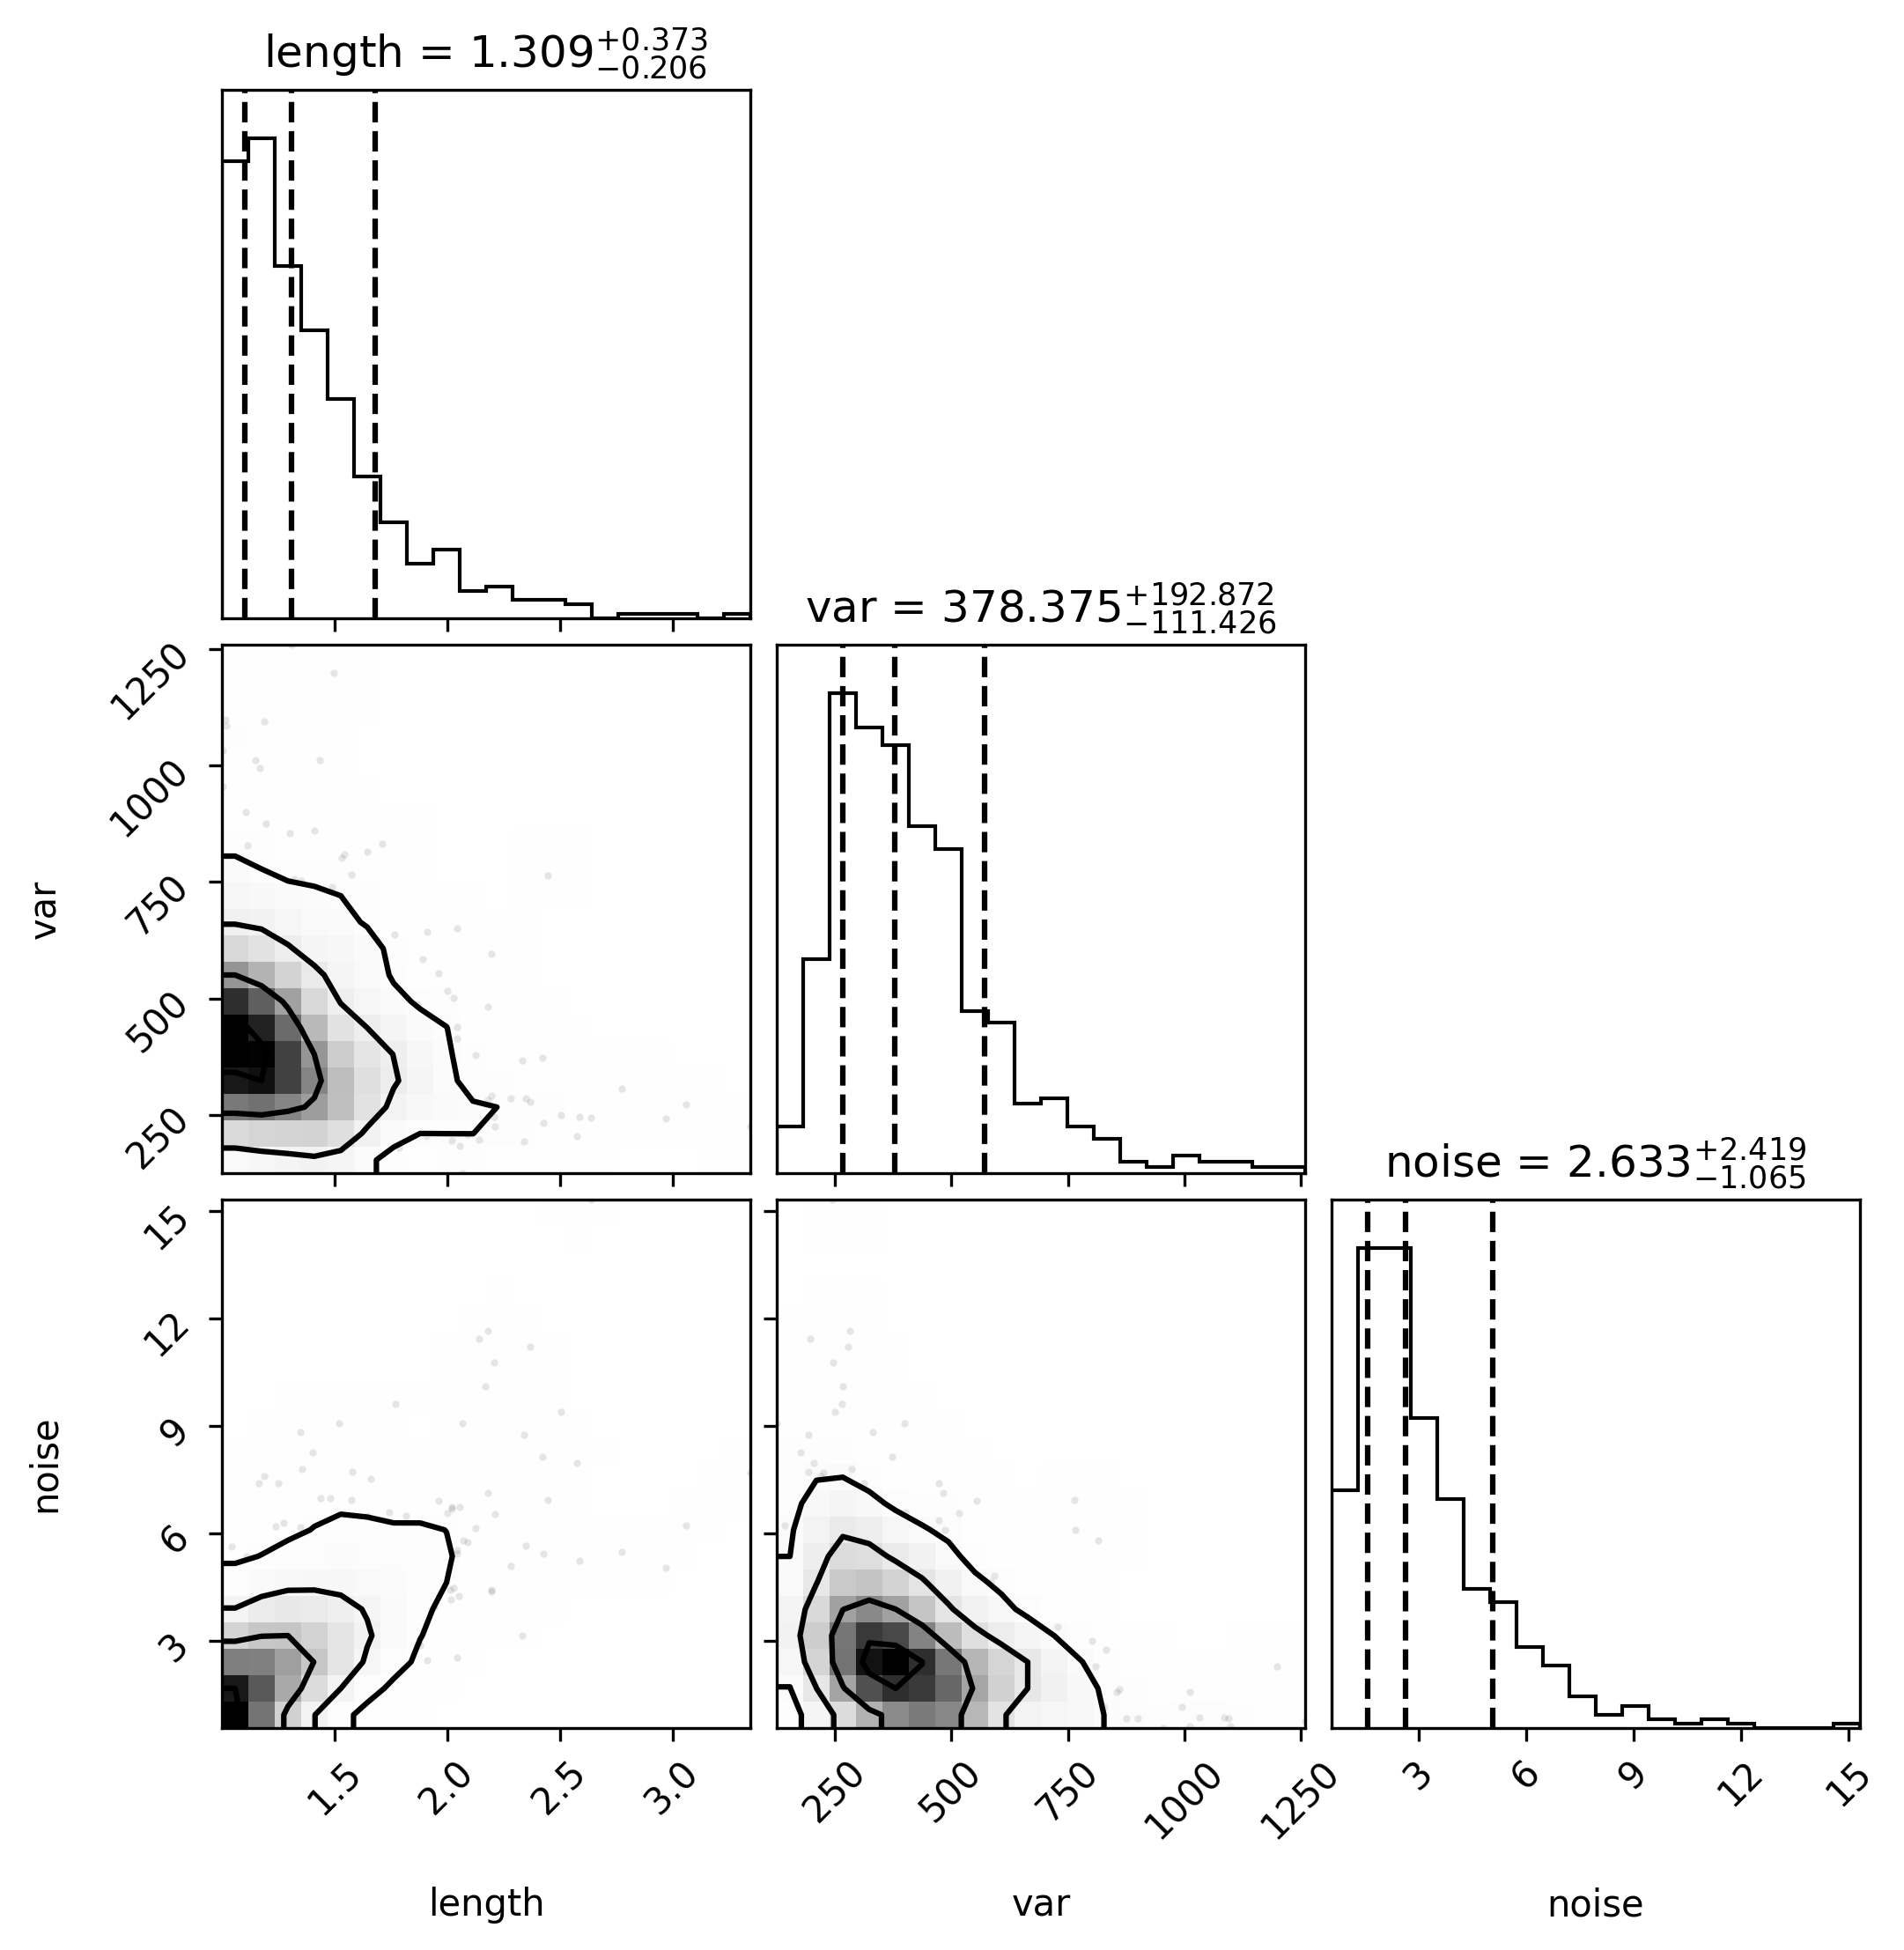 length = 1.309+0.373 −0.206
var = 378.375+192.872 −111.426
1250
1000
750
500
250
var
noise = 2.633+2.419 −1.065
15
12
9
6
3
noise
1.5 2.0 2.5 3.0
250 500 750 1000 1250
3 6 9 12 15
length var noise